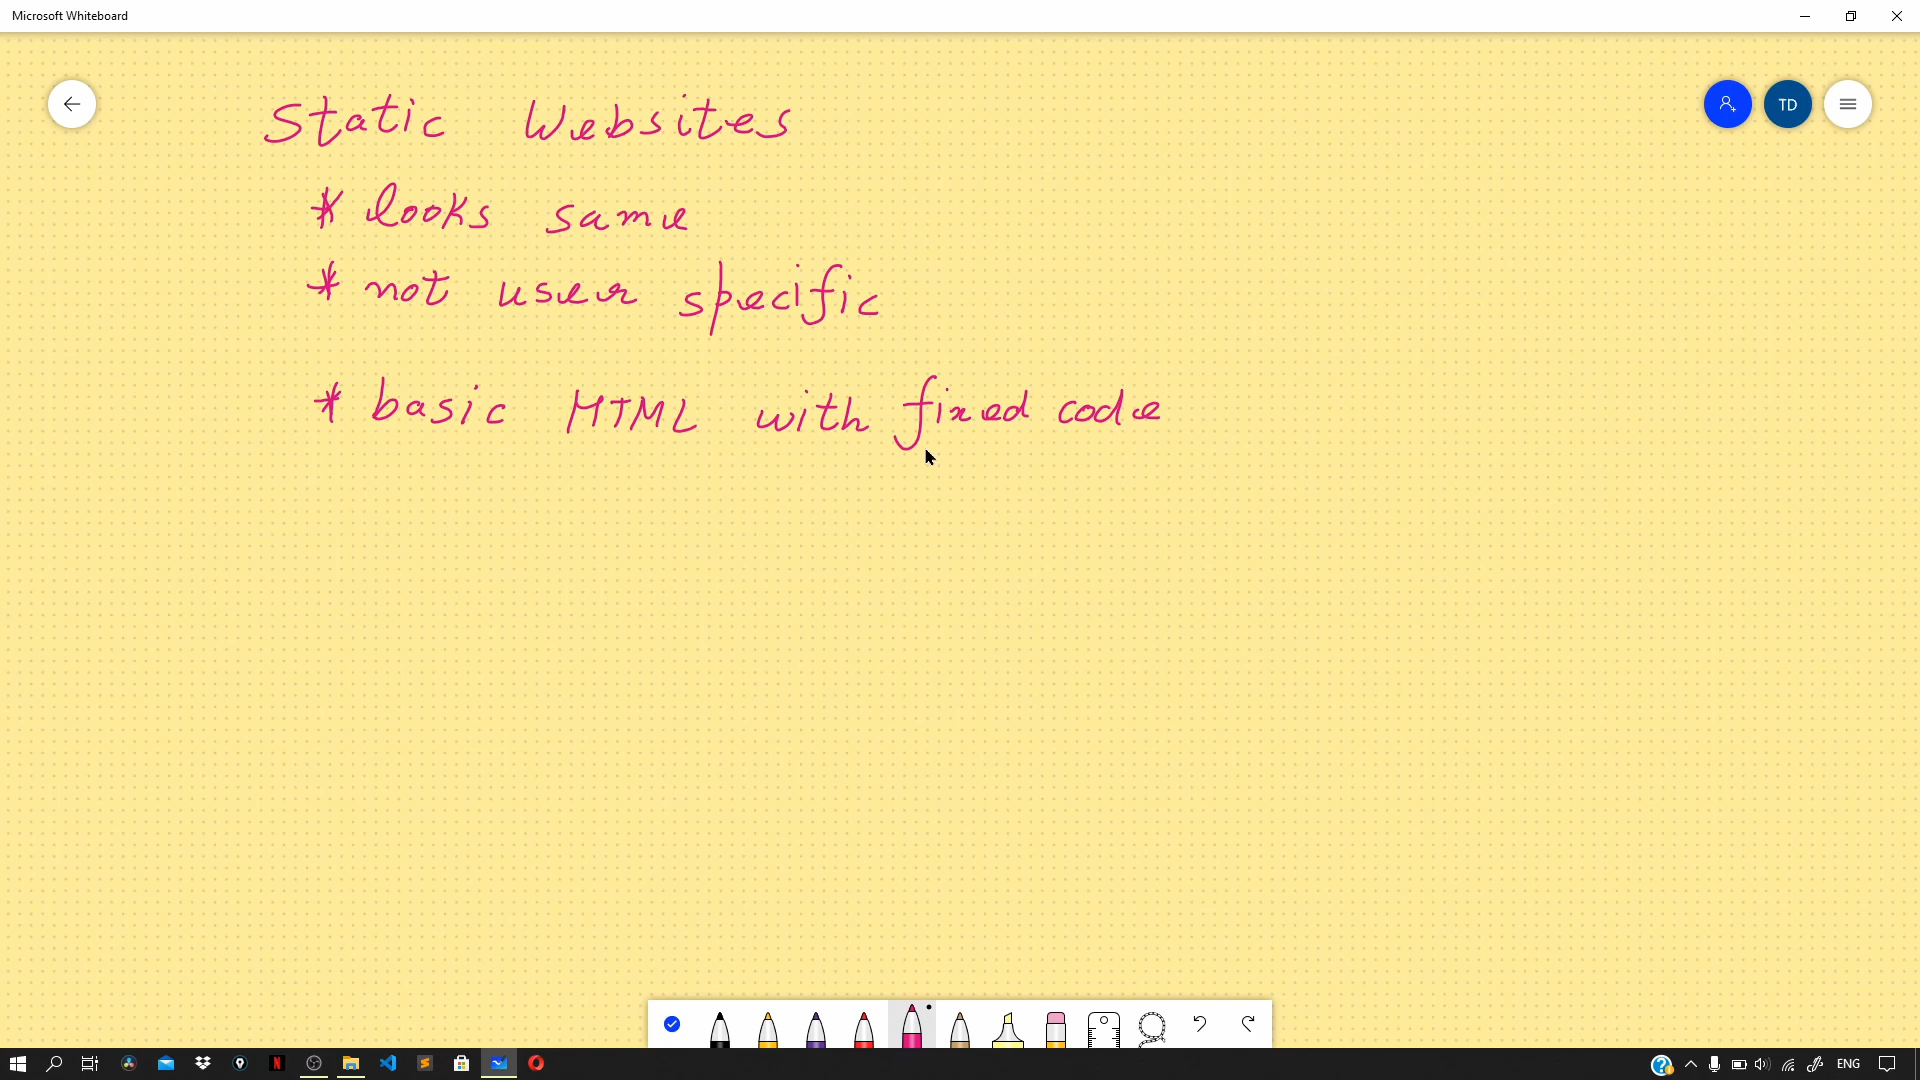 Microsoft Whiteboard
TD
Static Websites
* looks same
* not user specific
* basic HTML with fixed code
ENG